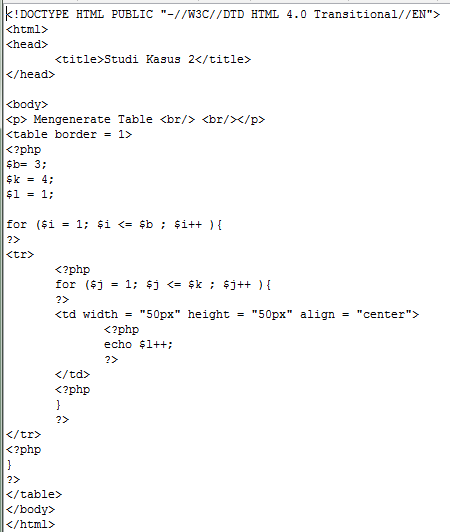 <!DOCTYPE HTML PUBLIC "-//W3C//DTD HTML 4.0 Transitional//EN">
<html>
<head>
	<title>Studi Kasus 2</title>
</head>

<body>
<p> Mengenerate Table <br/> <br/></p>
<table border = 1>
<?php
$b= 3;
$k = 4;
$l = 1;

for ($i = 1; $i <= $b ; $i++ ){
?>
<tr>
	<?php
	for ($j = 1; $j <= $k ; $j++ ){
	?>
	<td width = "50px" height = "50px" align = "center">
		<?php
		echo $l++;
		?>
	</td>
	<?php
	}
	?>
</tr>
<?php
}
?>
</table>
</body>
</html>